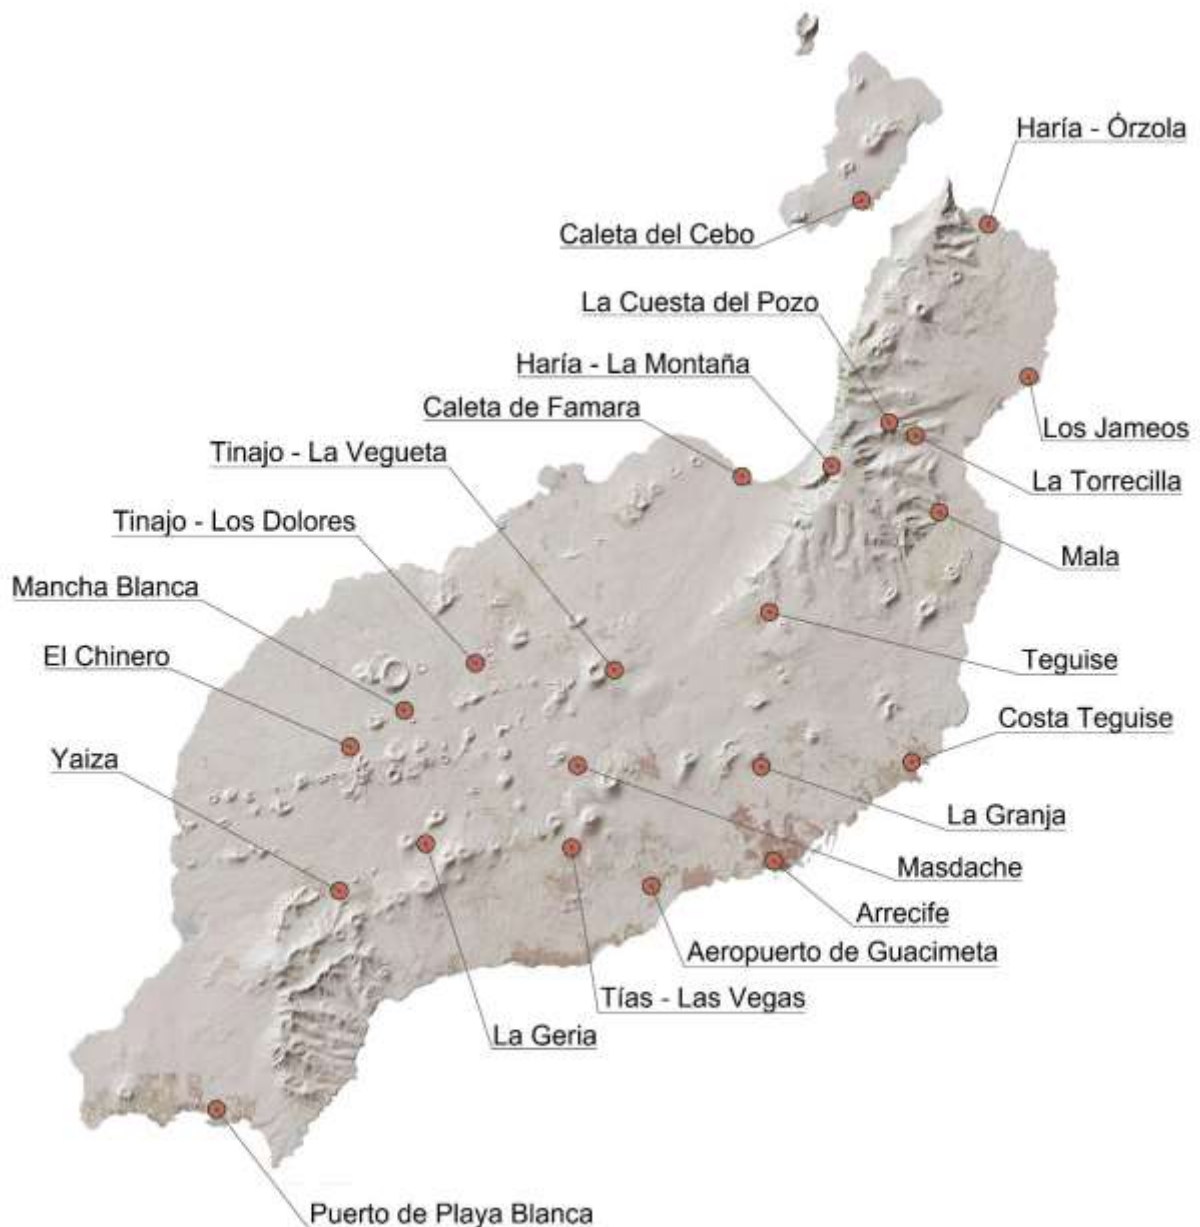 Haría - Órzola
Caleta del Cebo
La Cuesta del Pozo
Haría - La Montaña
Caleta de Famara
Los Jameos
Tinajo - La Vegueta
La Torrecilla
Tinajo - Los Dolores
Mala
Mancha Blanca
El Chinero
Teguise
Costa Teguise
Yaiza
La Granja
Masdache
Arrecife
Aeropuerto de Guacimeta
Tías - Las Vegas
La Geria
Puerto de Playa Blanca